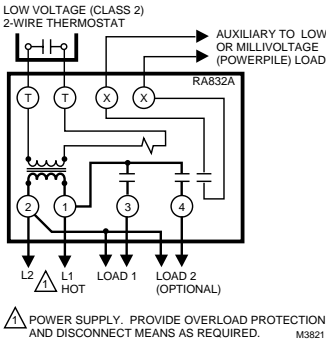 LOW VOLTAGE (CLASS 2)
2-WIRE THERMOSTAT
AUXILIARY TO LOW
OR MILLIVOLTAGE
(POWERPILE) LOAD
RA832A
T T X X
2 1 3 4
L2 L1 LOAD 1 LOAD 2
1 HOT (OPTIONAL)
1 POWER SUPPLY. PROVIDE OVERLOAD PROTECTION
AND DISCONNECT MEANS AS REQUIRED. M3821